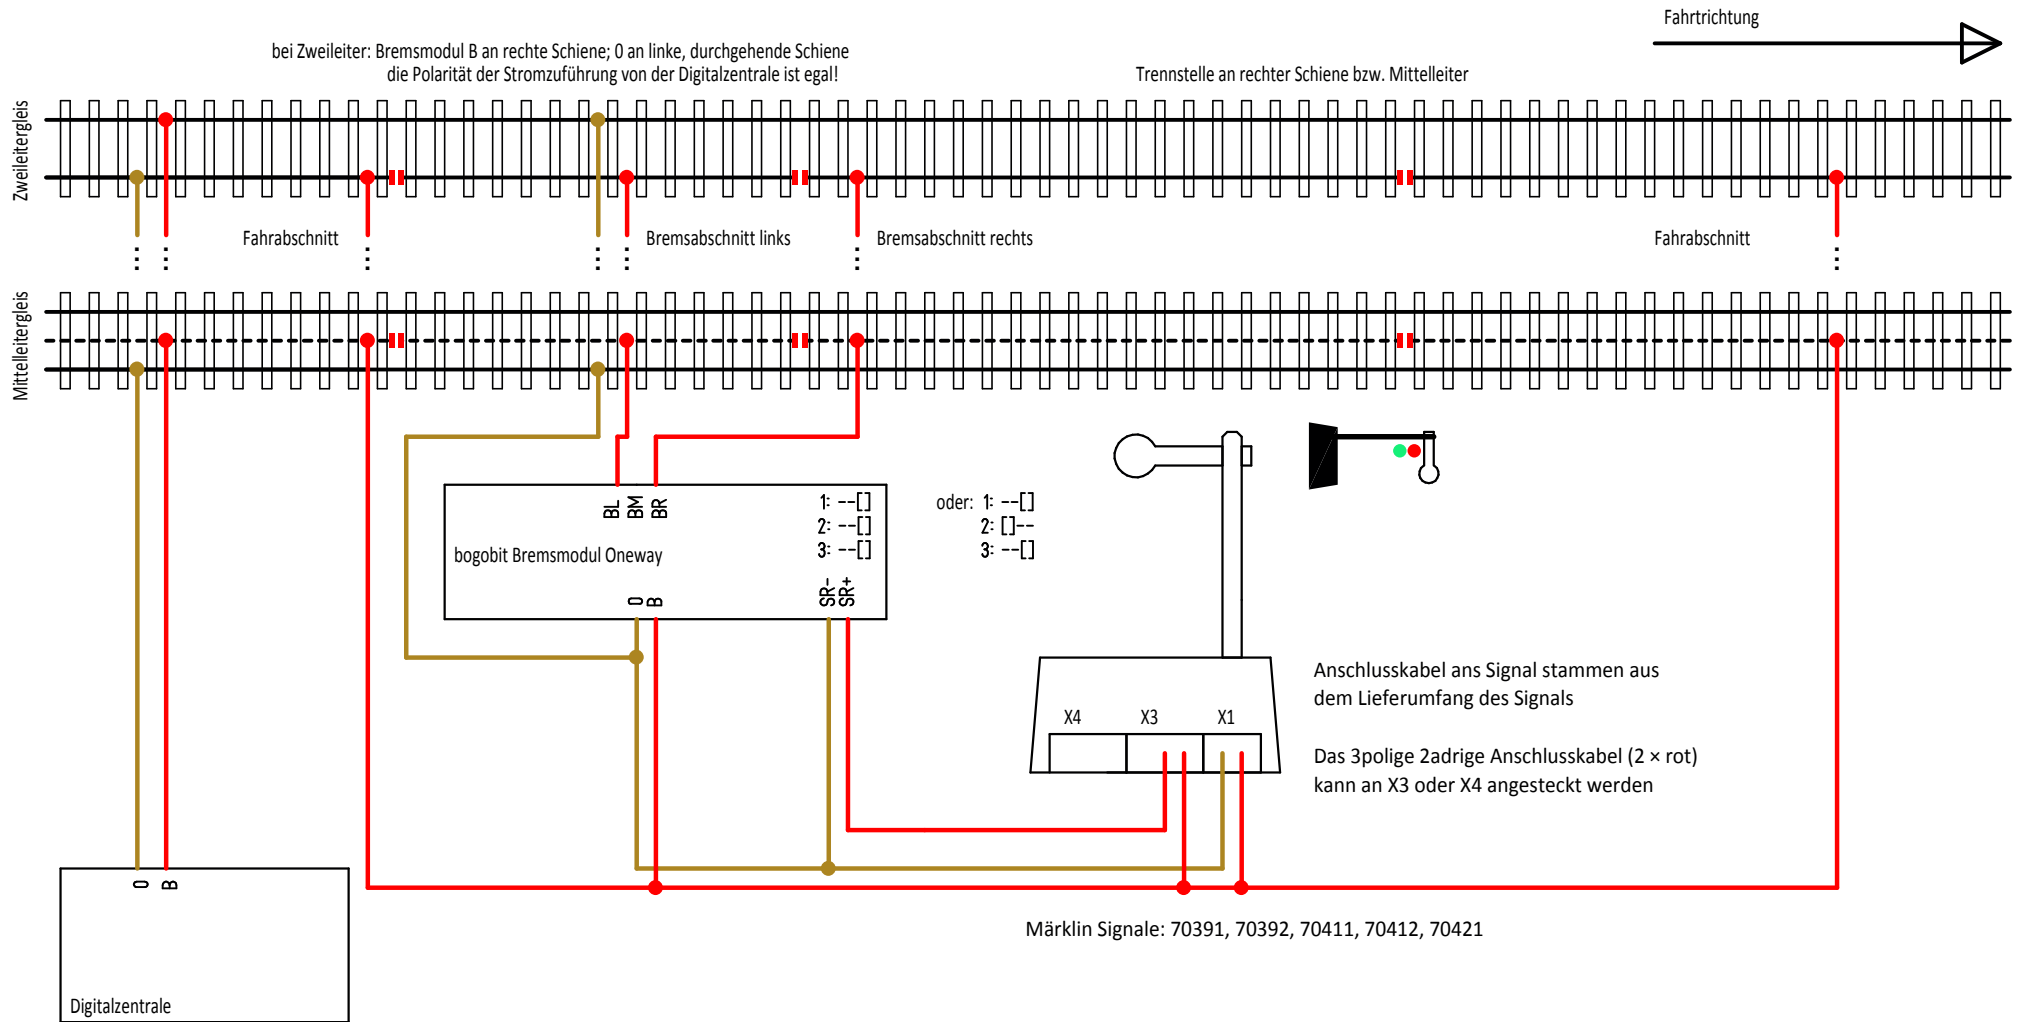 Fahrtrichtung
bei Zweileiter: Bremsmodul B an rechte Schiene; 0 an linke, durchgehende Schiene
die Polarität der Stromzuführung von der Digitalzentrale ist egal!
Trennstelle an rechter Schiene bzw. Mittelleiter
Zweileitergleis
Fahrabschnitt
Bremsabschnitt links
Bremsabschnitt rechts
Fahrabschnitt
Mittelleitergleis
BL BM BR
1: --[]
2: --[]
3: --[]
oder: 1: --[]
2: []--
3: --[]
bogobit Bremsmodul Oneway
0 B
SR- SR+
X4 X3 X1
Anschlusskabel ans Signal stammen aus
dem Lieferumfang des Signals
Das 3polige 2adrige Anschlusskabel (2 × rot)
kann an X3 oder X4 angesteckt werden
0 B
Märklin Signale: 70391, 70392, 70411, 70412, 70421
Digitalzentrale